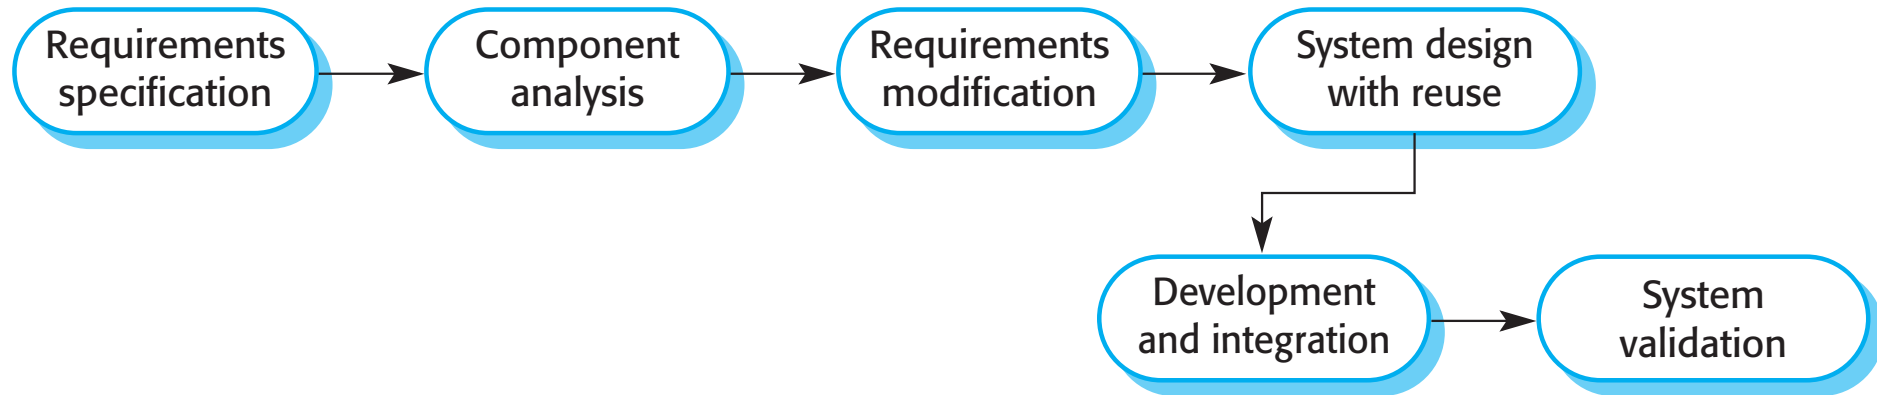 Requirements
specification
Component
analysis
Requirements
modification
System design
with reuse
Development
and integration
System
validation